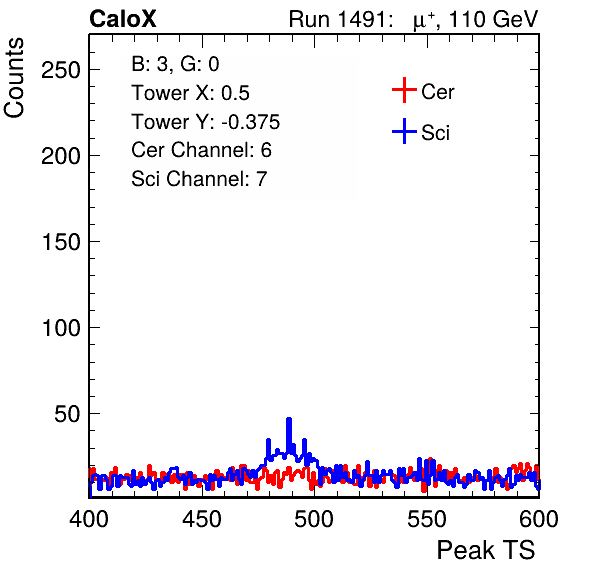 CaloX Run 1491: μ⁺, 110 GeV
Counts
B: 3, G: 0
Tower X: 0.5
Tower Y: -0.375
Cer Channel: 6
Sci Channel: 7
Cer
Sci
250
200
150
100
50
400 450 500 550 600
Peak TS